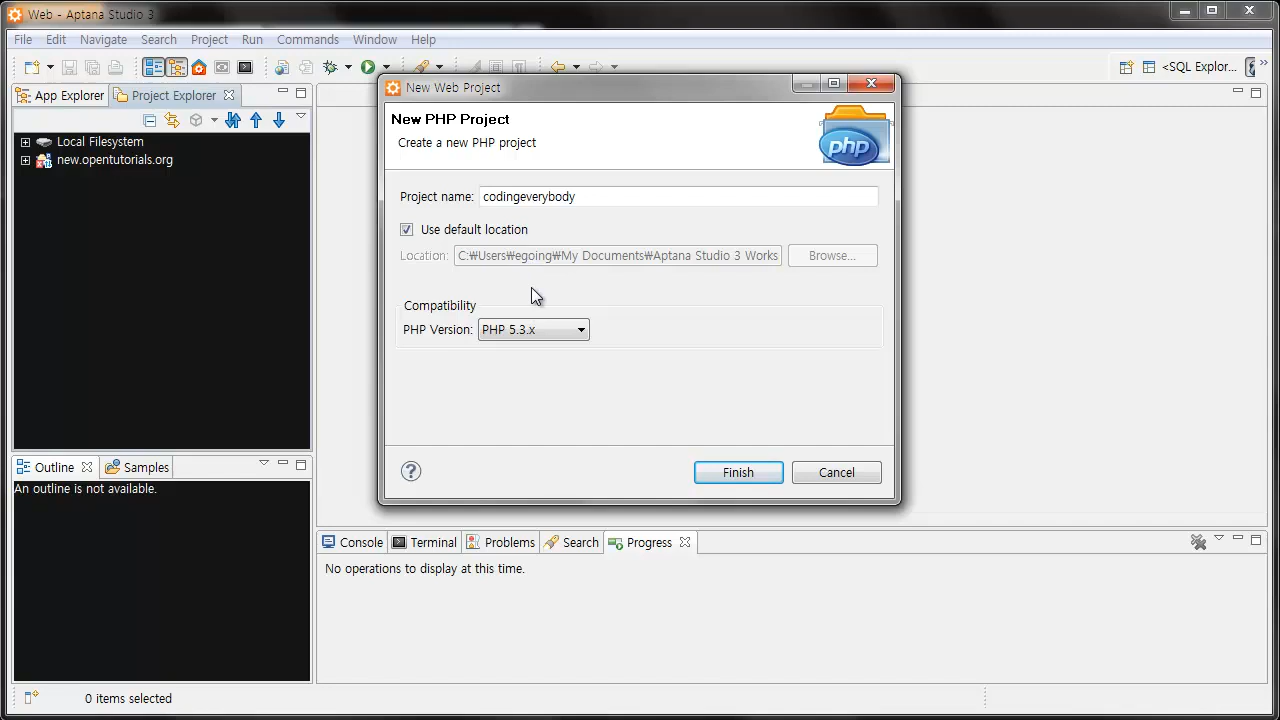 Web - Aptana Studio 3
File Edit Navigate Search Project Run Commands Window Help
<SQL Explor...
App Explorer Project Explorer
Local Filesystem
new.opentutorials.org
New Web Project
New PHP Project
Create a new PHP project
php
Project name: codingeverybody
Use default location
Location: C:₩Users₩egoing₩My Documents₩Aptana Studio 3 Works
Browse...
Compatibility
PHP Version: PHP 5.3.x
Finish Cancel
Outline Samples
An outline is not available.
Console Terminal Problems Search Progress
No operations to display at this time.
0 items selected